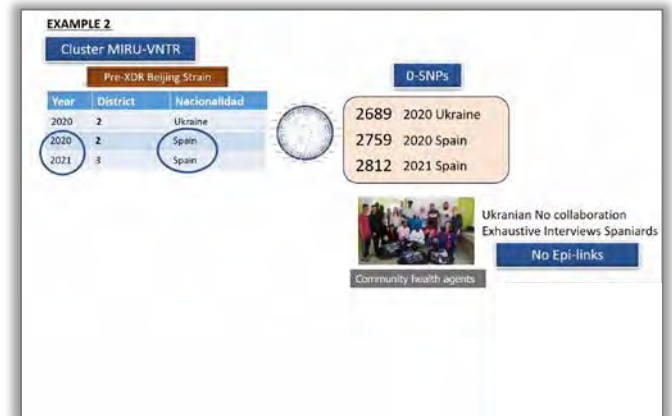 EXAMPLE 2
Cluster MIRU-VNTR
Pre-XDR Beijing Strain
Year District Nacionalidad
2020 2 Ukraine
2020 2 Spain
2021 3 Spain
0-SNPs
2689 2020 Ukraine
2759 2020 Spain
2812 2021 Spain
Ukranian No collaboration
Exhaustive Interviews Spaniards
No Epi-links
Community health agents